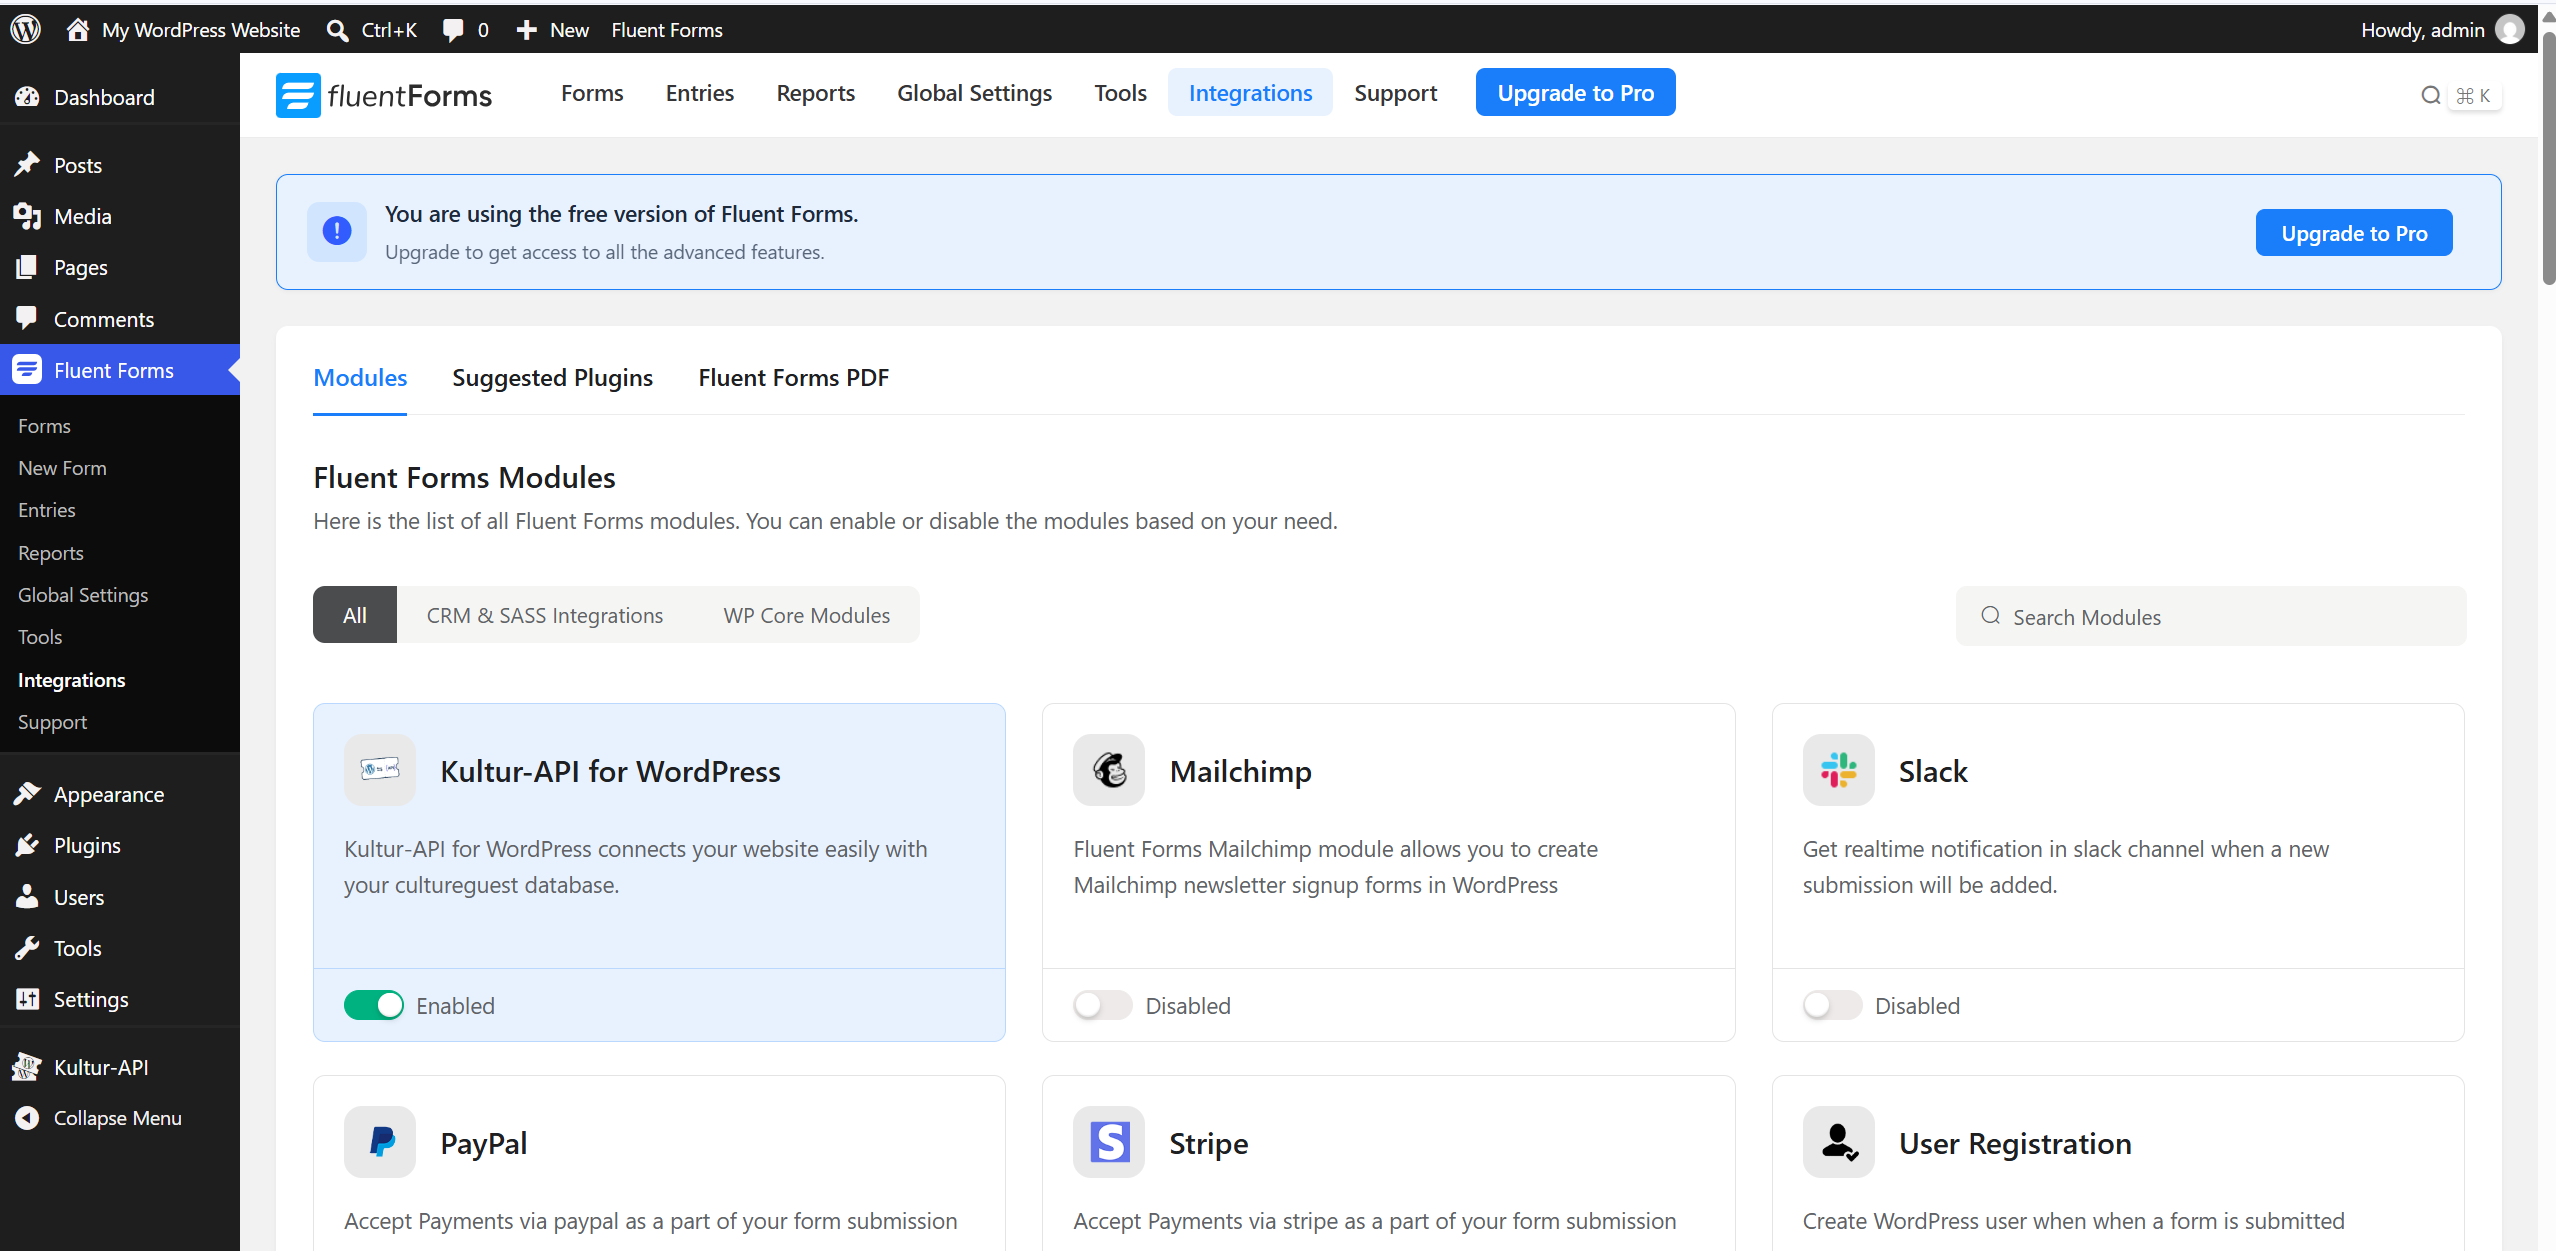 My WordPress Website
Ctrl+K
0
New
Fluent Forms
Howdy, admin
Dashboard
Posts
Media
Pages
Comments
Fluent Forms
Forms
New Form
Entries
Reports
Global Settings
Tools
Integrations
Support
Appearance
Plugins
Users
Tools
Settings
Kultur-API
Collapse Menu
fluentForms
Forms
Entries
Reports
Global Settings
Tools
Integrations
Support
Upgrade to Pro
⌘ K
You are using the free version of Fluent Forms.
Upgrade to get access to all the advanced features.
Upgrade to Pro
Modules
Suggested Plugins
Fluent Forms PDF
Fluent Forms Modules
Here is the list of all Fluent Forms modules. You can enable or disable the modules based on your need.
All
CRM & SASS Integrations
WP Core Modules
Search Modules
Kultur-API for WordPress
Kultur-API for WordPress connects your website easily with
your cultureguest database.
Enabled
Mailchimp
Fluent Forms Mailchimp module allows you to create
Mailchimp newsletter signup forms in WordPress
Disabled
Slack
Get realtime notification in slack channel when a new
submission will be added.
Disabled
PayPal
Accept Payments via paypal as a part of your form submission
Stripe
Accept Payments via stripe as a part of your form submission
User Registration
Create WordPress user when when a form is submitted